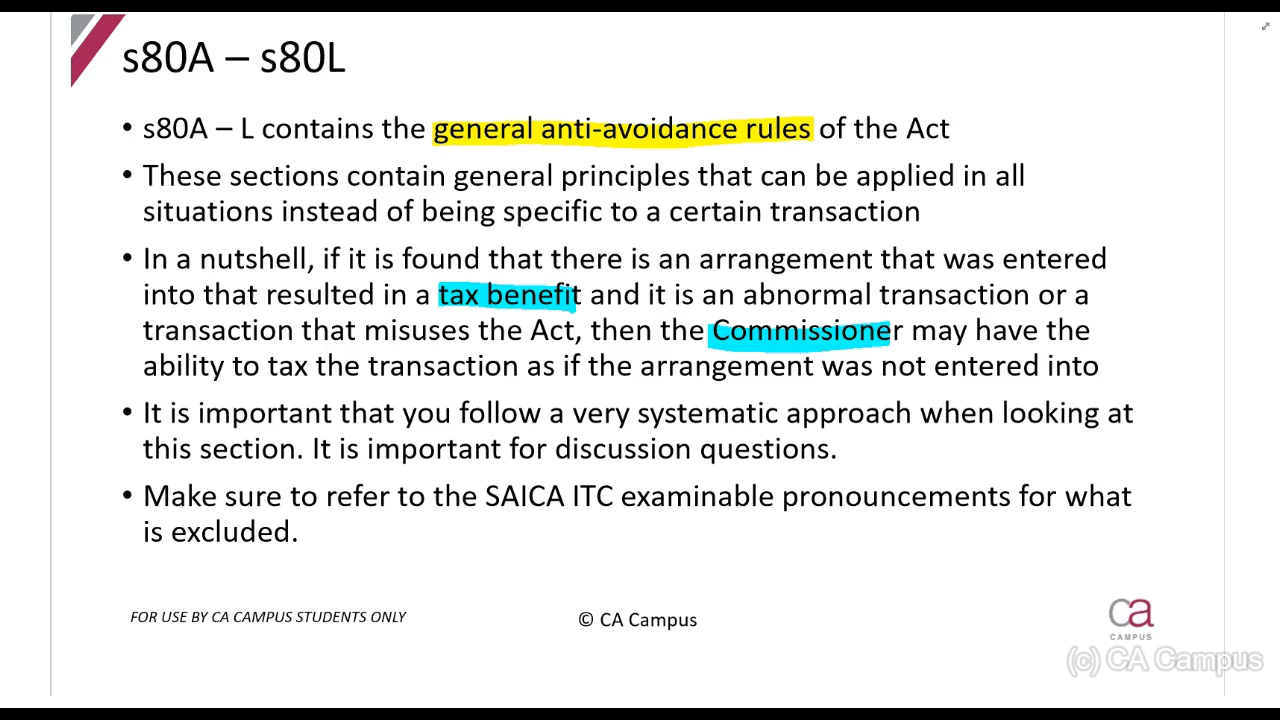 s80A – s80L
• s80A – L contains the general anti-avoidance rules of the Act
• These sections contain general principles that can be applied in all
situations instead of being specific to a certain transaction
• In a nutshell, if it is found that there is an arrangement that was entered
into that resulted in a tax benefit and it is an abnormal transaction or a
transaction that misuses the Act, then the Commissioner may have the
ability to tax the transaction as if the arrangement was not entered into
• It is important that you follow a very systematic approach when looking at
this section. It is important for discussion questions.
• Make sure to refer to the SAICA ITC examinable pronouncements for what
is excluded.
FOR USE BY CA CAMPUS STUDENTS ONLY
© CA Campus
ca
CAMPUS
(c) CA Campus